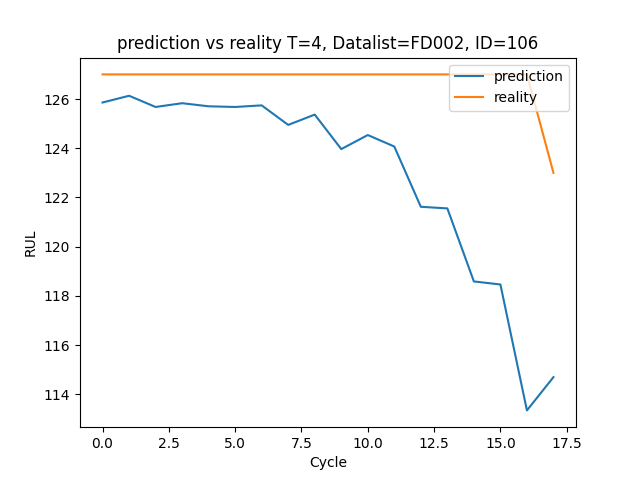 prediction vs reality T=4, Datalist=FD002, ID=106
prediction
reality
126
124
122
120
118
116
114
RUL
0.0 2.5 5.0 7.5 10.0 12.5 15.0 17.5
Cycle